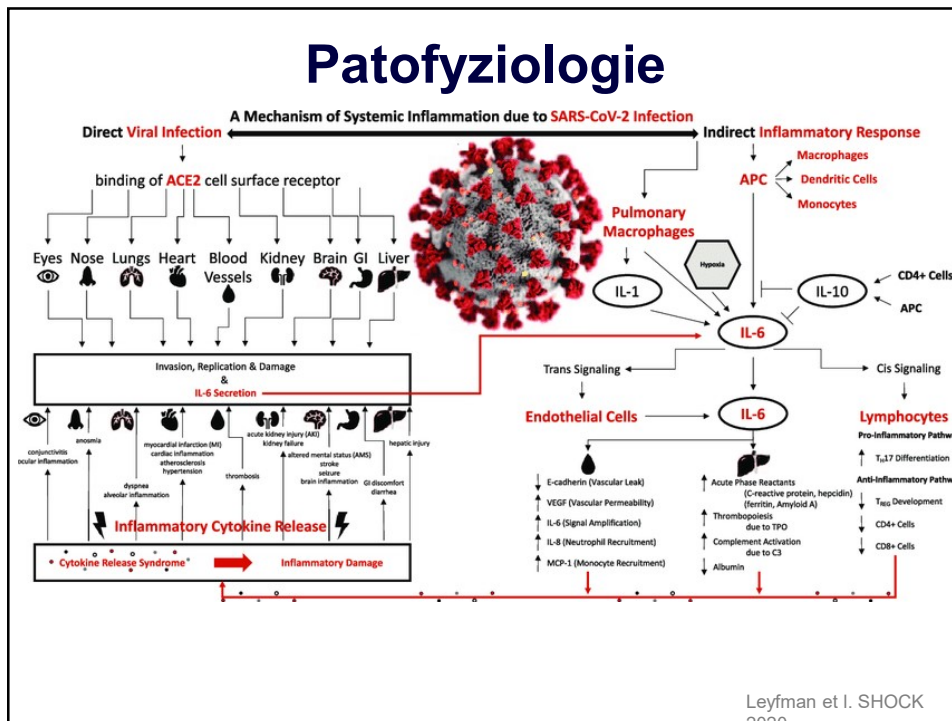 Patofyziologie
A Mechanism of Systemic Inflammation due to SARS-CoV-2 Infection
Direct Viral Infection
Indirect Inflammatory Response
binding of ACE2 cell surface receptor
Eyes
Nose
Lungs
Heart
Blood
Vessels
Kidney
Brain
GI
Liver
Invasion, Replication & Damage
&
IL-6 Secretion
conjunctivitis
ocular inflammation
anosmia
dyspnea
alveolar inflammation
myocardial infarction (MI)
cardiac inflammation
atherosclerosis
hypertension
thrombosis
acute kidney injury (AKI)
kidney failure
altered mental status (AMS)
stroke
seizure
brain inflammation
GI discomfort
diarrhea
hepatic injury
Inflammatory Cytokine Release
Cytokine Release Syndrome
Inflammatory Damage
Pulmonary
Macrophages
APC
Macrophages
Dendritic Cells
Monocytes
Hypoxia
IL-1
IL-10
CD4+ Cells
APC
IL-6
Trans Signaling
Cis Signaling
Endothelial Cells
IL-6
Lymphocytes
E-cadherin (Vascular Leak)
VEGF (Vascular Permeability)
IL-6 (Signal Amplification)
IL-8 (Neutrophil Recruitment)
MCP-1 (Monocyte Recruitment)
Acute Phase Reactants
(C-reactive protein, hepcidin)
(ferritin, Amyloid A)
Thrombopoiesis
due to TPO
Complement Activation
due to C3
Albumin
Pro-Inflammatory Pathw
TH17 Differentiation
Anti-Inflammatory Pathw
TREG Development
CD4+ Cells
CD8+ Cells
Leyfman et l. SHOCK
2020